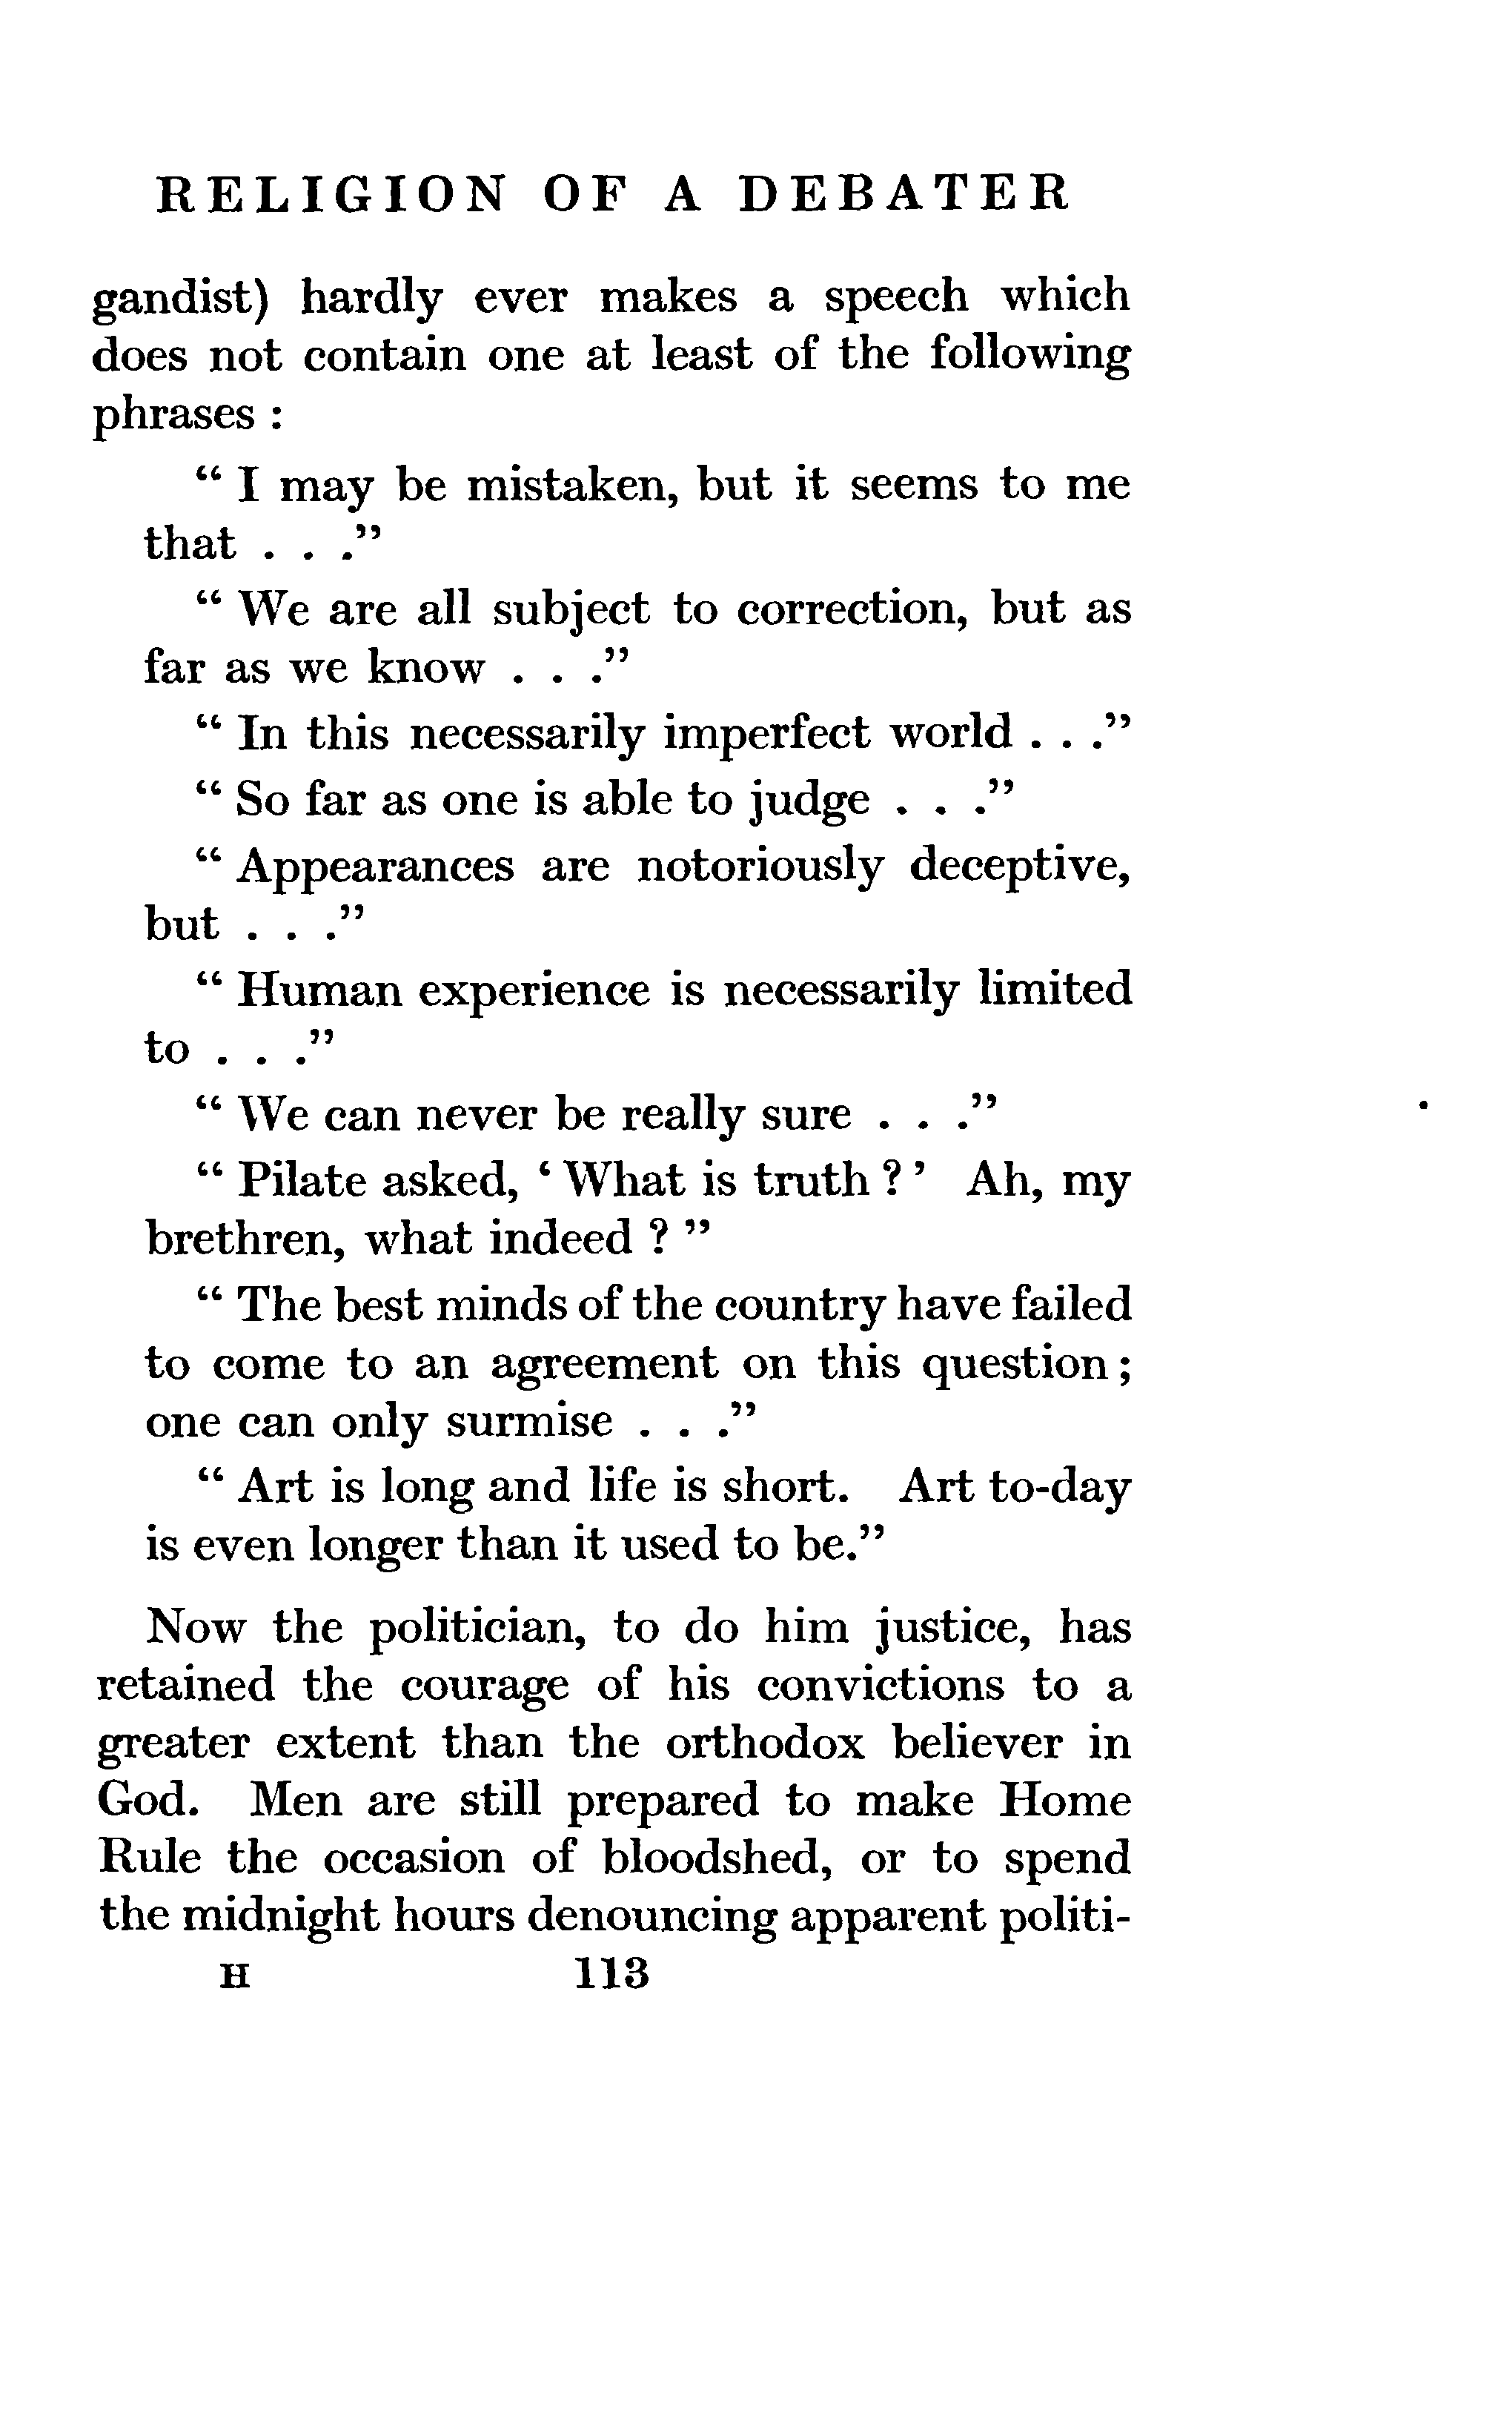 RELIGION OF A DEBATER
gandist) hardly ever makes a speech which
does not contain one at least of the following
phrases :
“ I may be mistaken, but it seems to me
that . . .”
“ We are all subject to correction, but as
far as we know . . .”
“ In this necessarily imperfect world . . .”
“ So far as one is able to judge . . .”
“ Appearances are notoriously deceptive,
but . . .”
“ Human experience is necessarily limited
to . . .”
“ We can never be really sure . . .”
“ Pilate asked, ‘ What is truth ? ’ Ah, my
brethren, what indeed ? ”
“ The best minds of the country have failed
to come to an agreement on this question ;
one can only surmise . . .”
“ Art is long and life is short. Art to-day
is even longer than it used to be.”
Now the politician, to do him justice, has
retained the courage of his convictions to a
greater extent than the orthodox believer in
God. Men are still prepared to make Home
Rule the occasion of bloodshed, or to spend
the midnight hours denouncing apparent politi-
H 113